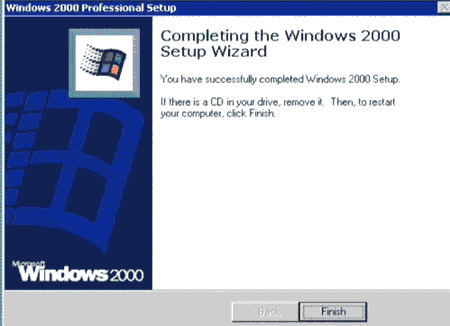 Windows 2000 Professional Setup
Completing the Windows 2000
Setup Wizard
You have successfully completed Windows 2000 Setup.
If there is a CD in your drive, remove it. Then, to restart
your computer, click Finish.
Microsoft
Windows 2000
< Back
Finish